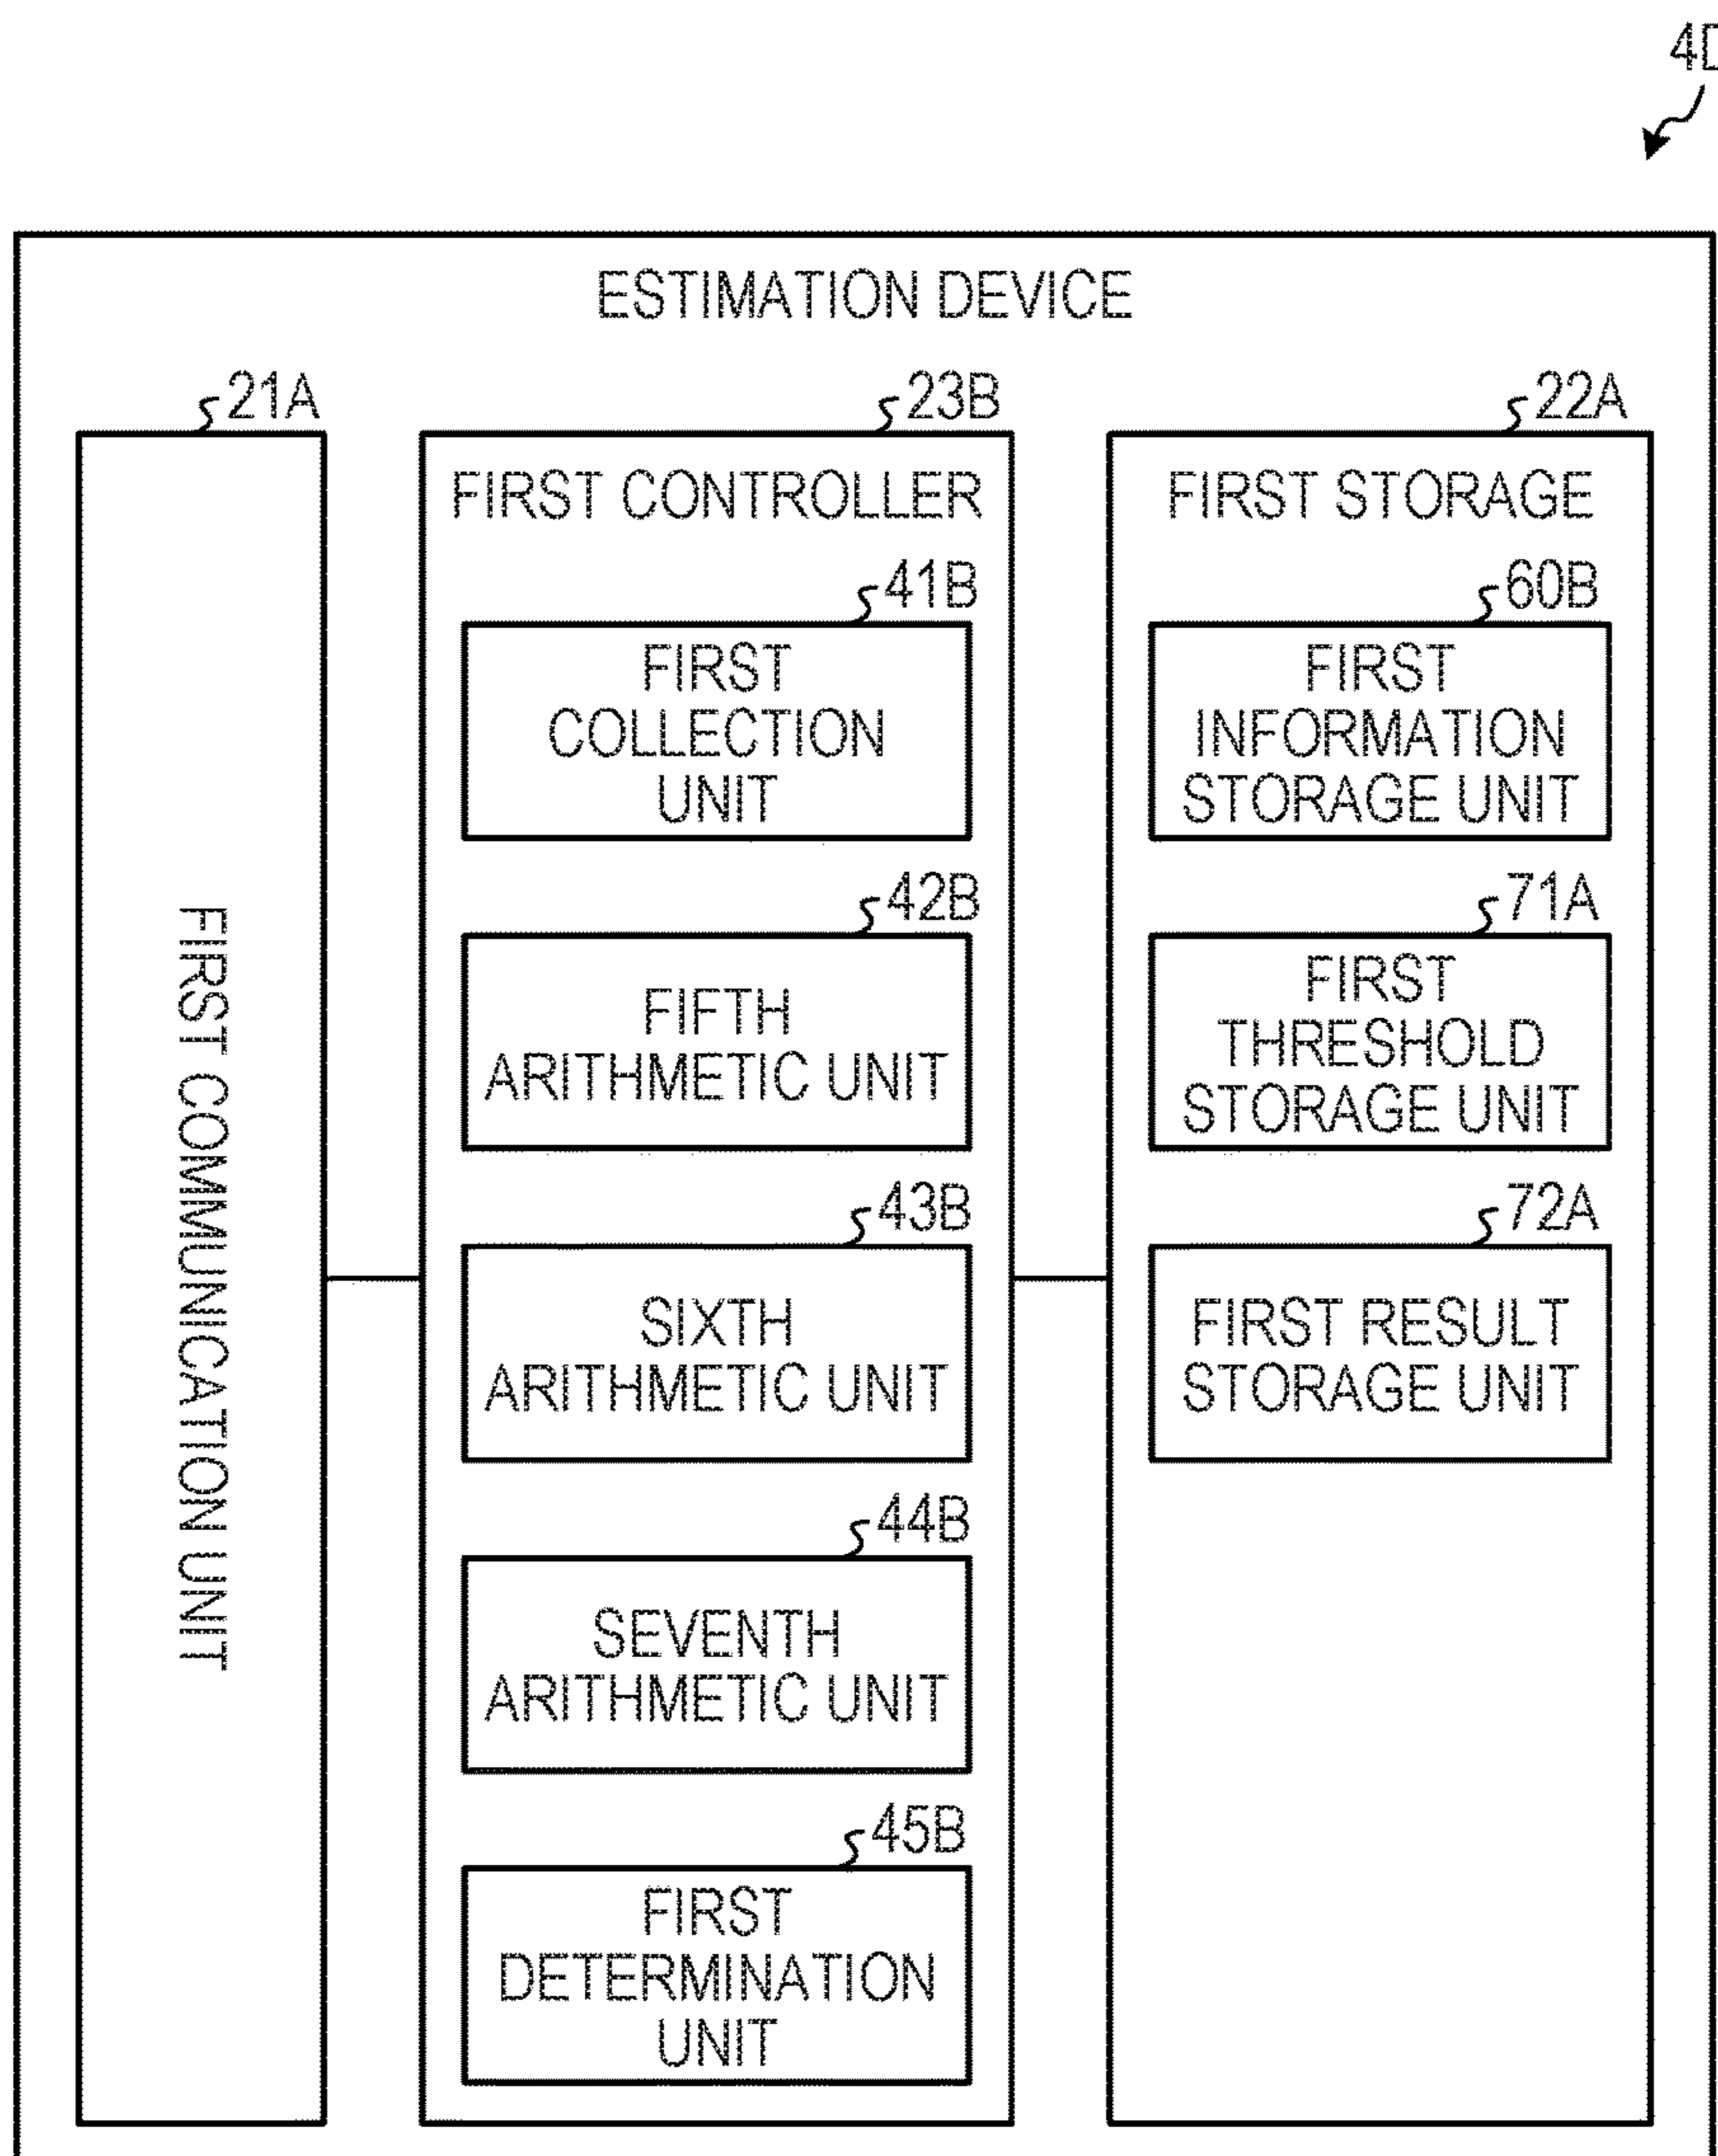 4D
ESTIMATION DEVICE
21A
FIRST COMMUNICATION UNIT
23B
FIRST CONTROLLER
41B
FIRST
COLLECTION
UNIT
42B
FIFTH
ARITHMETIC UNIT
43B
SIXTH
ARITHMETIC UNIT
44B
SEVENTH
ARITHMETIC UNIT
45B
FIRST
DETERMINATION
UNIT
22A
FIRST STORAGE
60B
FIRST
INFORMATION
STORAGE UNIT
71A
FIRST
THRESHOLD
STORAGE UNIT
72A
FIRST RESULT
STORAGE UNIT